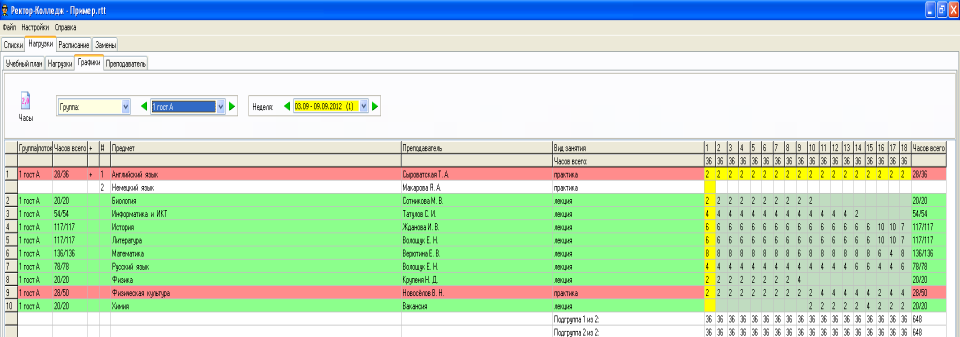 Ректор-Колледж - Пример.rtt
Файл Настройки Справка
Списки Нагрузки Расписание Замены
Учебный план Нагрузки Графики Преподаватель
Часы Группа: 1 гост А Неделя: 03.09 - 09.09.2012 (1)
Группа/поток Часов всего + # Предмет Преподаватель Вид занятия 1 2 3 4 5 6 7 8 9 10 11 12 13 14 15 16 17 18 Часов всего
Часов всего: 36 36 36 36 36 36 36 36 36 36 36 36 36 36 36 36 36 36
1 1 гост А 28/36 + 1 Английский язык Сыроватская Т. А. практика 2 2 2 2 2 2 2 2 2 2 2 2 2 2 2 2 2 2 28/36
2 Немецкий язык Макарова Я. А. практика
2 1 гост А 20/20 Биология Сотникова М. В. лекция 2 2 2 2 2 2 2 2 2 2 20/20
3 1 гост А 54/54 Информатика и ИКТ Татулов С. И. лекция 4 4 4 4 4 4 4 4 4 4 4 4 4 2 54/54
4 1 гост А 117/117 История Жданова И. В. лекция 6 6 6 6 6 6 6 6 6 6 6 6 6 6 6 10 10 7 117/117
5 1 гост А 117/117 Литература Волощук Е. Н. лекция 6 6 6 6 6 6 6 6 6 6 6 6 6 6 6 10 10 7 117/117
6 1 гост А 136/136 Математика Верютина Е. В. лекция 8 8 8 8 8 8 8 8 8 8 8 8 8 8 8 6 4 8 136/136
7 1 гост А 78/78 Русский язык Волощук Е. Н. лекция 4 4 4 4 4 4 4 4 4 4 4 4 4 6 6 4 6 6 78/78
8 1 гост А 20/20 Физика Крупеня Н. Д. лекция 2 2 2 2 2 2 2 2 4 20/20
9 1 гост А 28/50 Физическая культура Новосёлов В. Н. практика 2 2 2 2 2 2 2 2 2 2 4 4 4 4 4 2 4 4 28/50
10 1 гост А 20/20 Химия Вакансия лекция 2 2 2 2 2 4 2 2 2 20/20
Подгруппа 1 из 2: 36 36 36 36 36 36 36 36 36 36 36 36 36 36 36 36 36 36 648
Подгруппа 2 из 2: 36 36 36 36 36 36 36 36 36 36 36 36 36 36 36 36 36 36 648